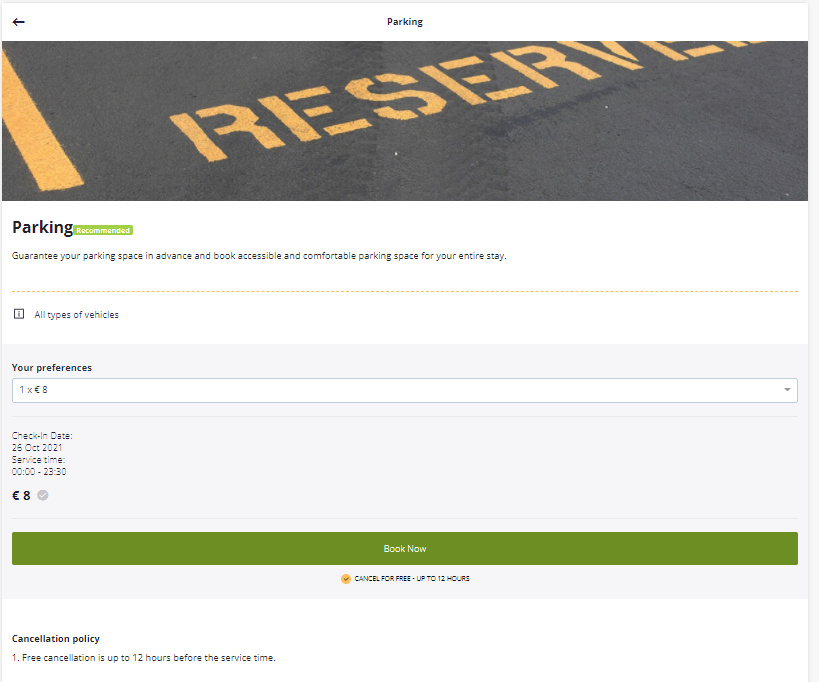 Parking
RESERVE
Parking Recommended
Guarantee your parking space in advance and book accessible and comfortable parking space for your entire stay.
All types of vehicles
Your preferences
1 x € 8
Check-In Date:
26 Oct 2021
Service time:
00:00 - 23:30
€ 8
Book Now
CANCEL FOR FREE - UP TO 12 HOURS
Cancellation policy
1. Free cancellation is up to 12 hours before the service time.